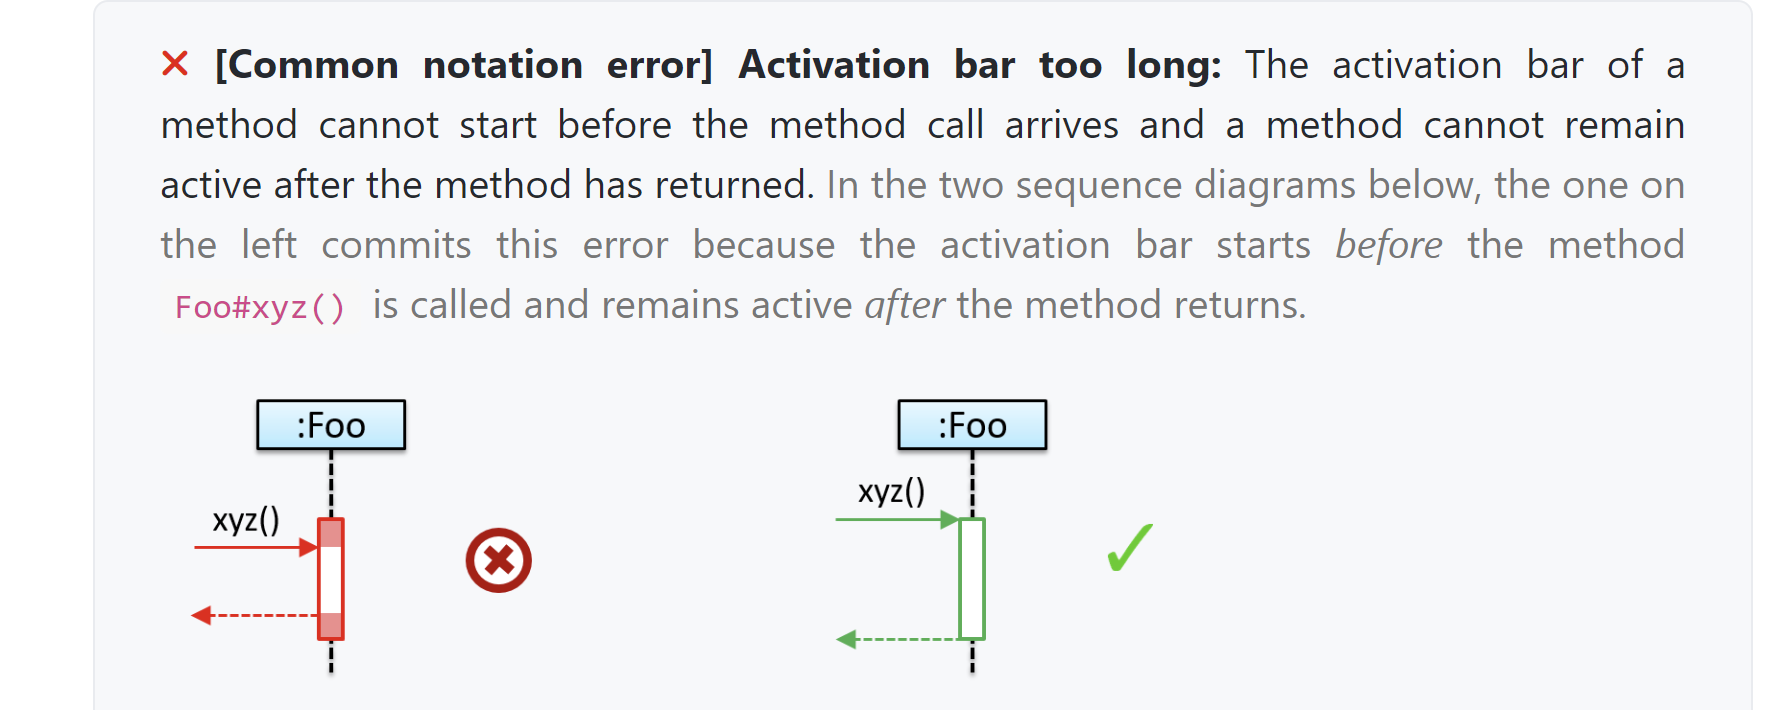 ❌ [Common notation error] Activation bar too long: The activation bar of a
method cannot start before the method call arrives and a method cannot remain
active after the method has returned. In the two sequence diagrams below, the one on
the left commits this error because the activation bar starts before the method
Foo#xyz() is called and remains active after the method returns.
:Foo
xyz()
:Foo
xyz()